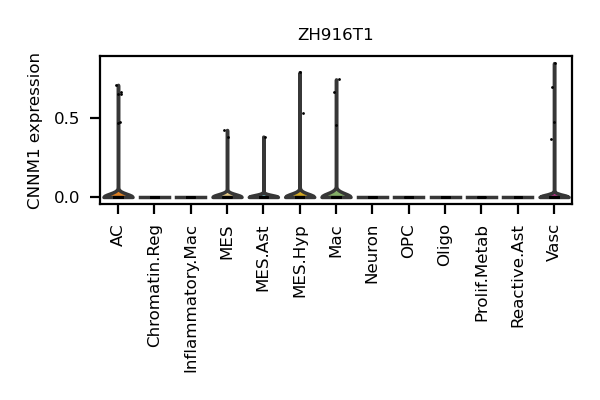 ZH916T1
CNNM1 expression
0.5
0.0
AC
Chromatin.Reg
Inflammatory.Mac
MES
MES.Ast
MES.Hyp
Mac
Neuron
OPC
Oligo
Prolif.Metab
Reactive.Ast
Vasc